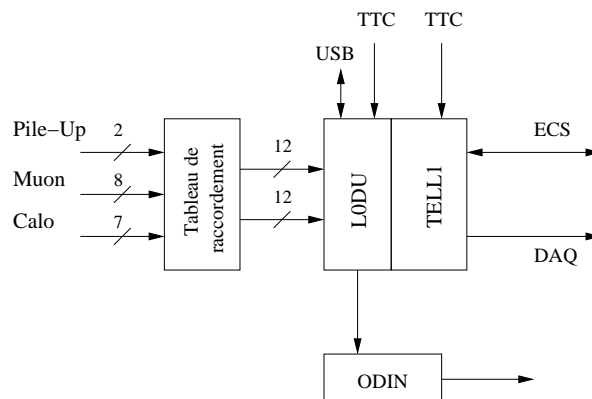 TTC
TTC
USB
Pile−Up
2
Muon
8
Calo
7
Tableau de
raccordement
12
12
L0DU
TELL1
ECS
DAQ
ODIN